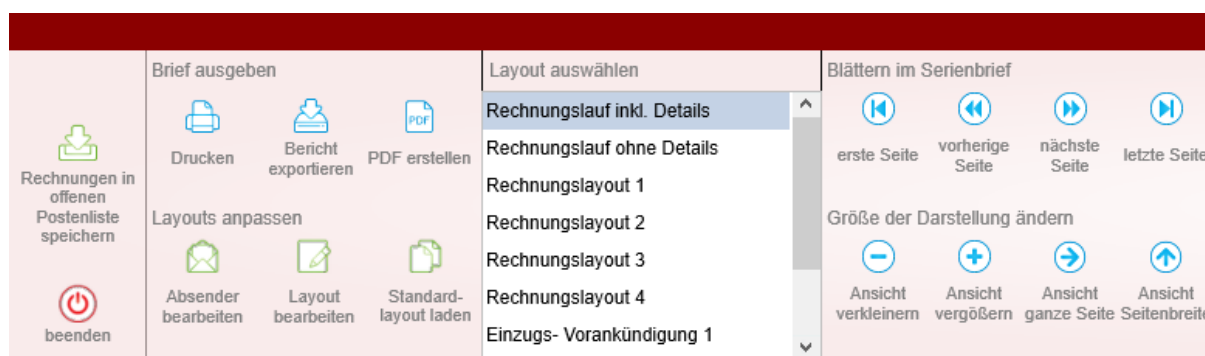 Rechnungen in
offenen
Postenliste
speichern
beenden
Brief ausgeben
Drucken
Bericht
exportieren
PDF
PDF erstellen
Layouts anpassen
Absender
bearbeiten
Layout
bearbeiten
Standard-
layout laden
Layout auswählen
Rechnungslauf inkl. Details
Rechnungslauf ohne Details
Rechnungslayout 1
Rechnungslayout 2
Rechnungslayout 3
Rechnungslayout 4
Einzugs- Vorankündigung 1
Blättern im Serienbrief
erste Seite
vorherige
Seite
nächste
Seite
letzte Seite
Größe der Darstellung ändern
Ansicht
verkleinern
Ansicht
vergößern
Ansicht
ganze Seite
Ansicht
Seitenbreite